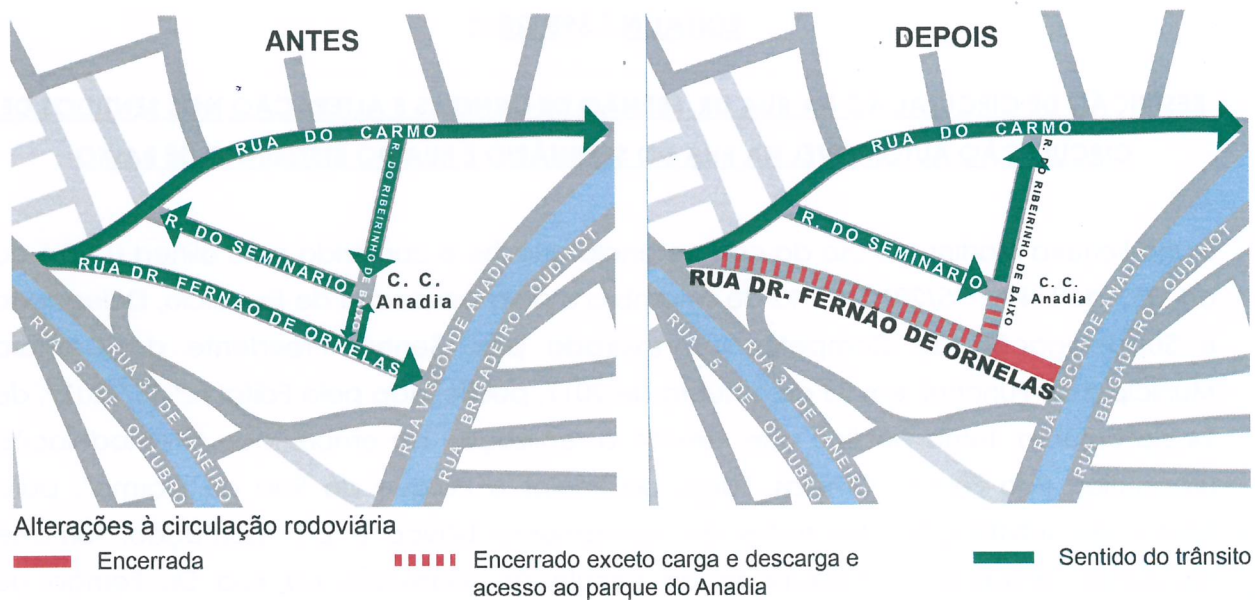 ANTES
RUA DO CARMO
R. DO RIBEIRINHO DE BAIXO
R. DO SEMINÁRIO
C. C.
Anadia
RUA DR. FERNÃO DE ORNELAS
RUA VISCONDE ANADIA
RUA BRIGADEIRO OUDINOT
RUA 31 DE JANEIRO
RUA 5 DE OUTUBRO
DEPOIS
RUA DO CARMO
R. DO RIBEIRINHO DE BAIXO
R. DO SEMINÁRIO
C. C.
Anadia
RUA DR. FERNÃO DE ORNELAS
RUA VISCONDE ANADIA
RUA BRIGADEIRO OUDINOT
RUA 31 DE JANEIRO
RUA 5 DE OUTUBRO
Alterações à circulação rodoviária
Encerrada
Encerrado exceto carga e descarga e
acesso ao parque do Anadia
Sentido do trânsito